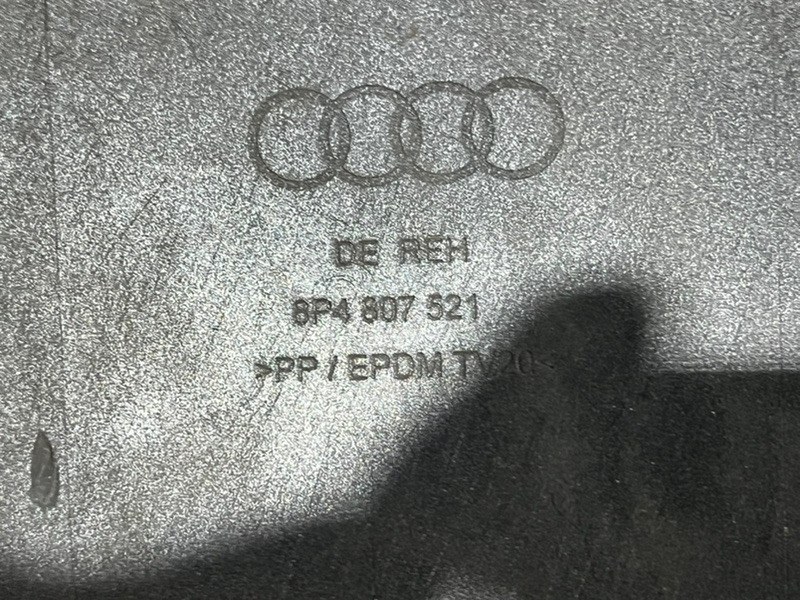 DE REH
8P4 807 521
>PP / EPDM TV20<